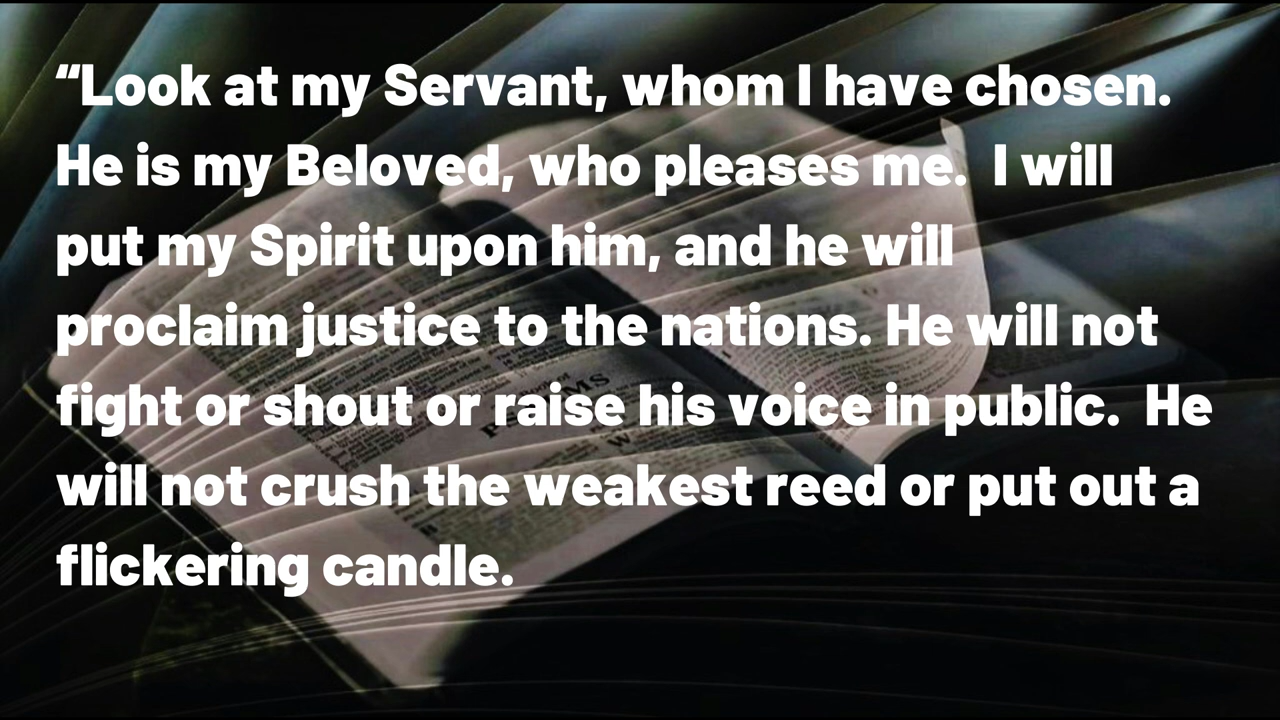 “Look at my Servant, whom I have chosen.
He is my Beloved, who pleases me.  I will
put my Spirit upon him, and he will
proclaim justice to the nations. He will not
fight or shout or raise his voice in public.  He
will not crush the weakest reed or put out a
flickering candle.